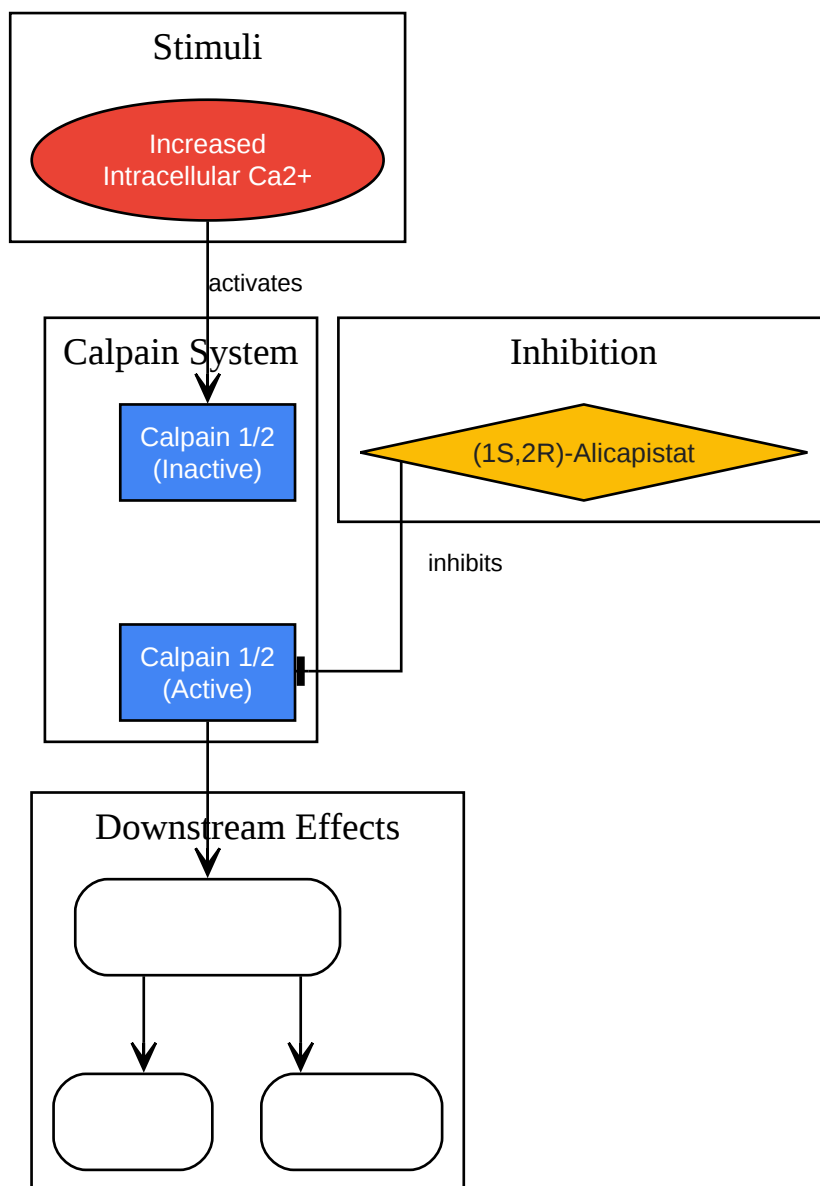 Stimuli
Increased
Intracellular Ca2+
activates
Calpain System
Inhibition
Calpain 1/2
(Inactive)
(1S,2R)-Alicapistat
inhibits
Calpain 1/2
(Active)
Downstream Effects